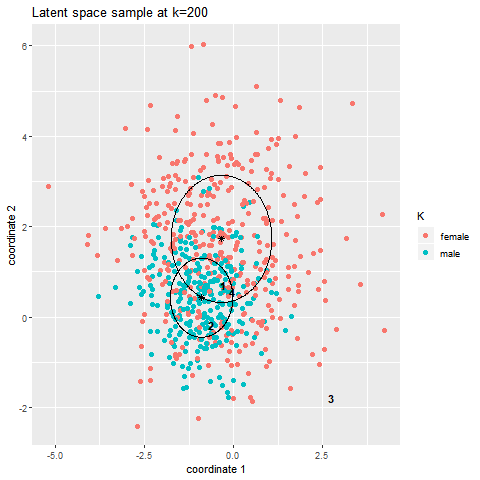 Latent space sample at k=200
6
4
2
0
-2
-5.0
-2.5
0.0
2.5
coordinate 1
coordinate 2
K
female
male
1
4
2
3